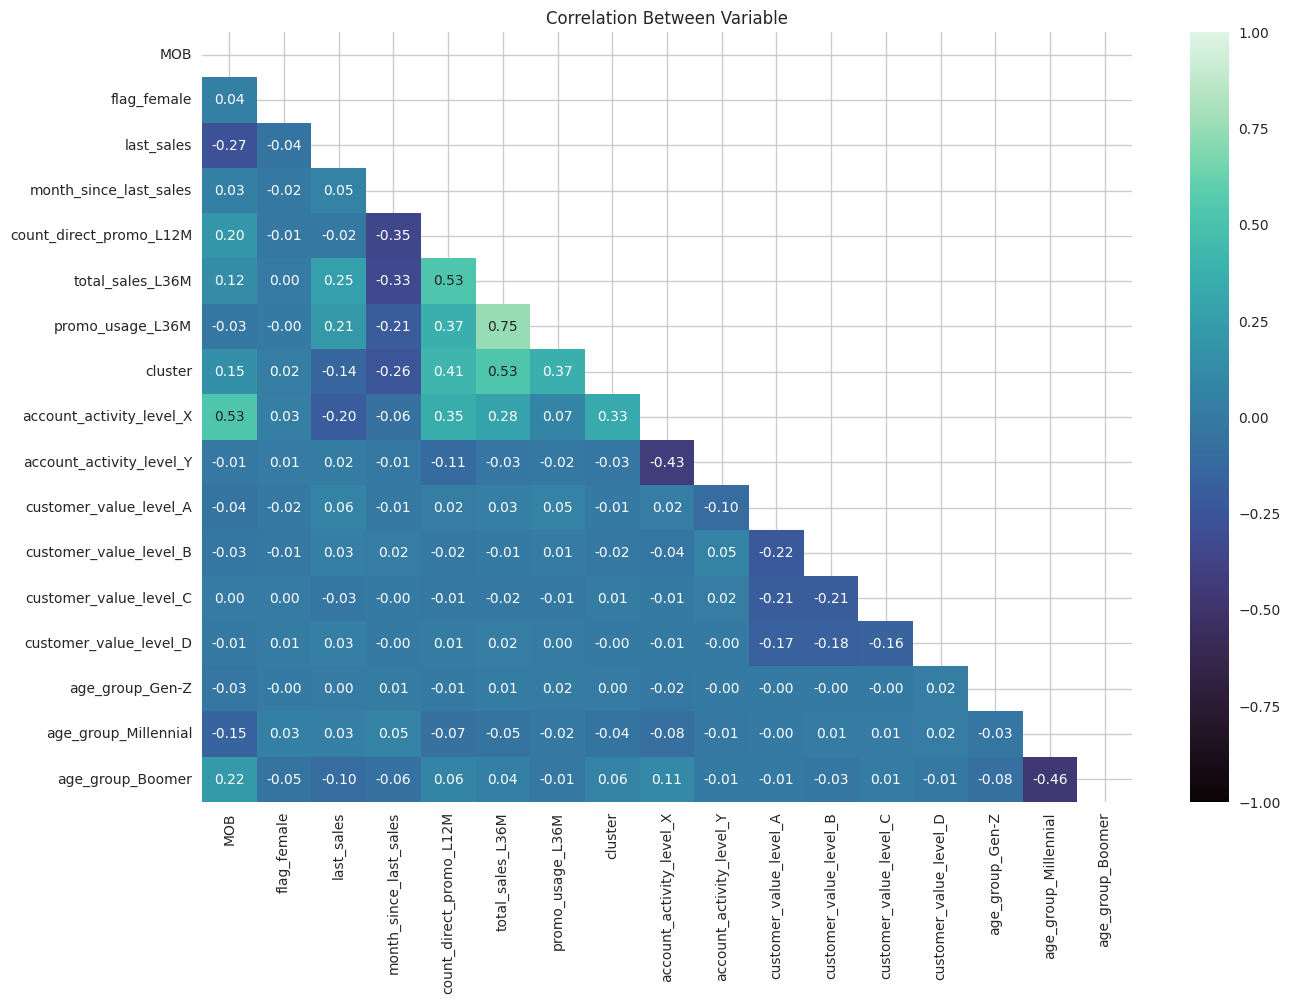 Correlation Between Variable
MOB
flag_female 0.04
last_sales -0.27 -0.04
month_since_last_sales 0.03 -0.02 0.05
count_direct_promo_L12M 0.20 -0.01 -0.02 -0.35
total_sales_L36M 0.12 0.00 0.25 -0.33 0.53
promo_usage_L36M -0.03 -0.00 0.21 -0.21 0.37 0.75
cluster 0.15 0.02 -0.14 -0.26 0.41 0.53 0.37
account_activity_level_X 0.53 0.03 -0.20 -0.06 0.35 0.28 0.07 0.33
account_activity_level_Y -0.01 0.01 0.02 -0.01 -0.11 -0.03 -0.02 -0.03 -0.43
customer_value_level_A -0.04 -0.02 0.06 -0.01 0.02 0.03 0.05 -0.01 0.02 -0.10
customer_value_level_B -0.03 -0.01 0.03 0.02 -0.02 -0.01 0.01 -0.02 -0.04 0.05 -0.22
customer_value_level_C 0.00 0.00 -0.03 -0.00 -0.01 -0.02 -0.01 0.01 -0.01 0.02 -0.21 -0.21
customer_value_level_D -0.01 0.01 0.03 -0.00 0.01 0.02 0.00 -0.00 -0.01 -0.00 -0.17 -0.18 -0.16
age_group_Gen-Z -0.03 -0.00 0.00 0.01 -0.01 0.01 0.02 0.00 -0.02 -0.00 -0.00 -0.00 -0.00 0.02
age_group_Millennial -0.15 0.03 0.03 0.05 -0.07 -0.05 -0.02 -0.04 -0.08 -0.01 -0.00 0.01 0.01 0.02 -0.03
age_group_Boomer 0.22 -0.05 -0.10 -0.06 0.06 0.04 -0.01 0.06 0.11 -0.01 -0.01 -0.03 0.01 -0.01 -0.08 -0.46
MOB
flag_female
last_sales
month_since_last_sales
count_direct_promo_L12M
total_sales_L36M
promo_usage_L36M
cluster
account_activity_level_X
account_activity_level_Y
customer_value_level_A
customer_value_level_B
customer_value_level_C
customer_value_level_D
age_group_Gen-Z
age_group_Millennial
age_group_Boomer
1.00
0.75
0.50
0.25
0.00
−0.25
−0.50
−0.75
−1.00